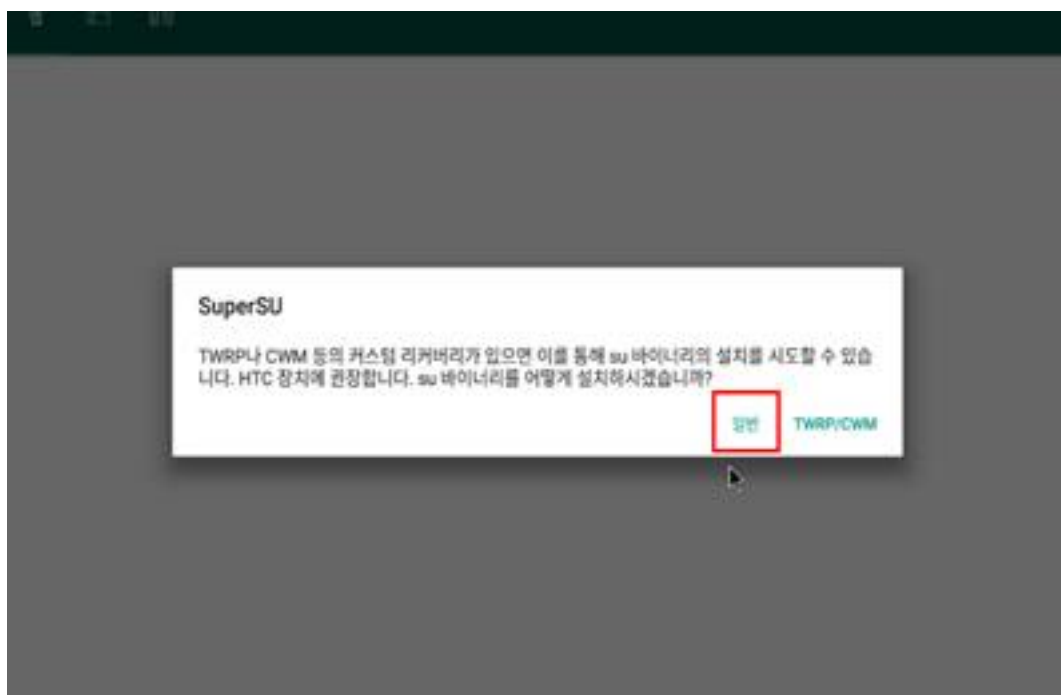 SuperSU
TWRP나 CWM 등의 커스텀 리커버리가 있으면 이를 통해 su 바이너리의 설치를 시도할 수 있습
니다. HTC 장치에 권장합니다. su 바이너리를 어떻게 설치하시겠습니까?
일반 TWRP/CWM